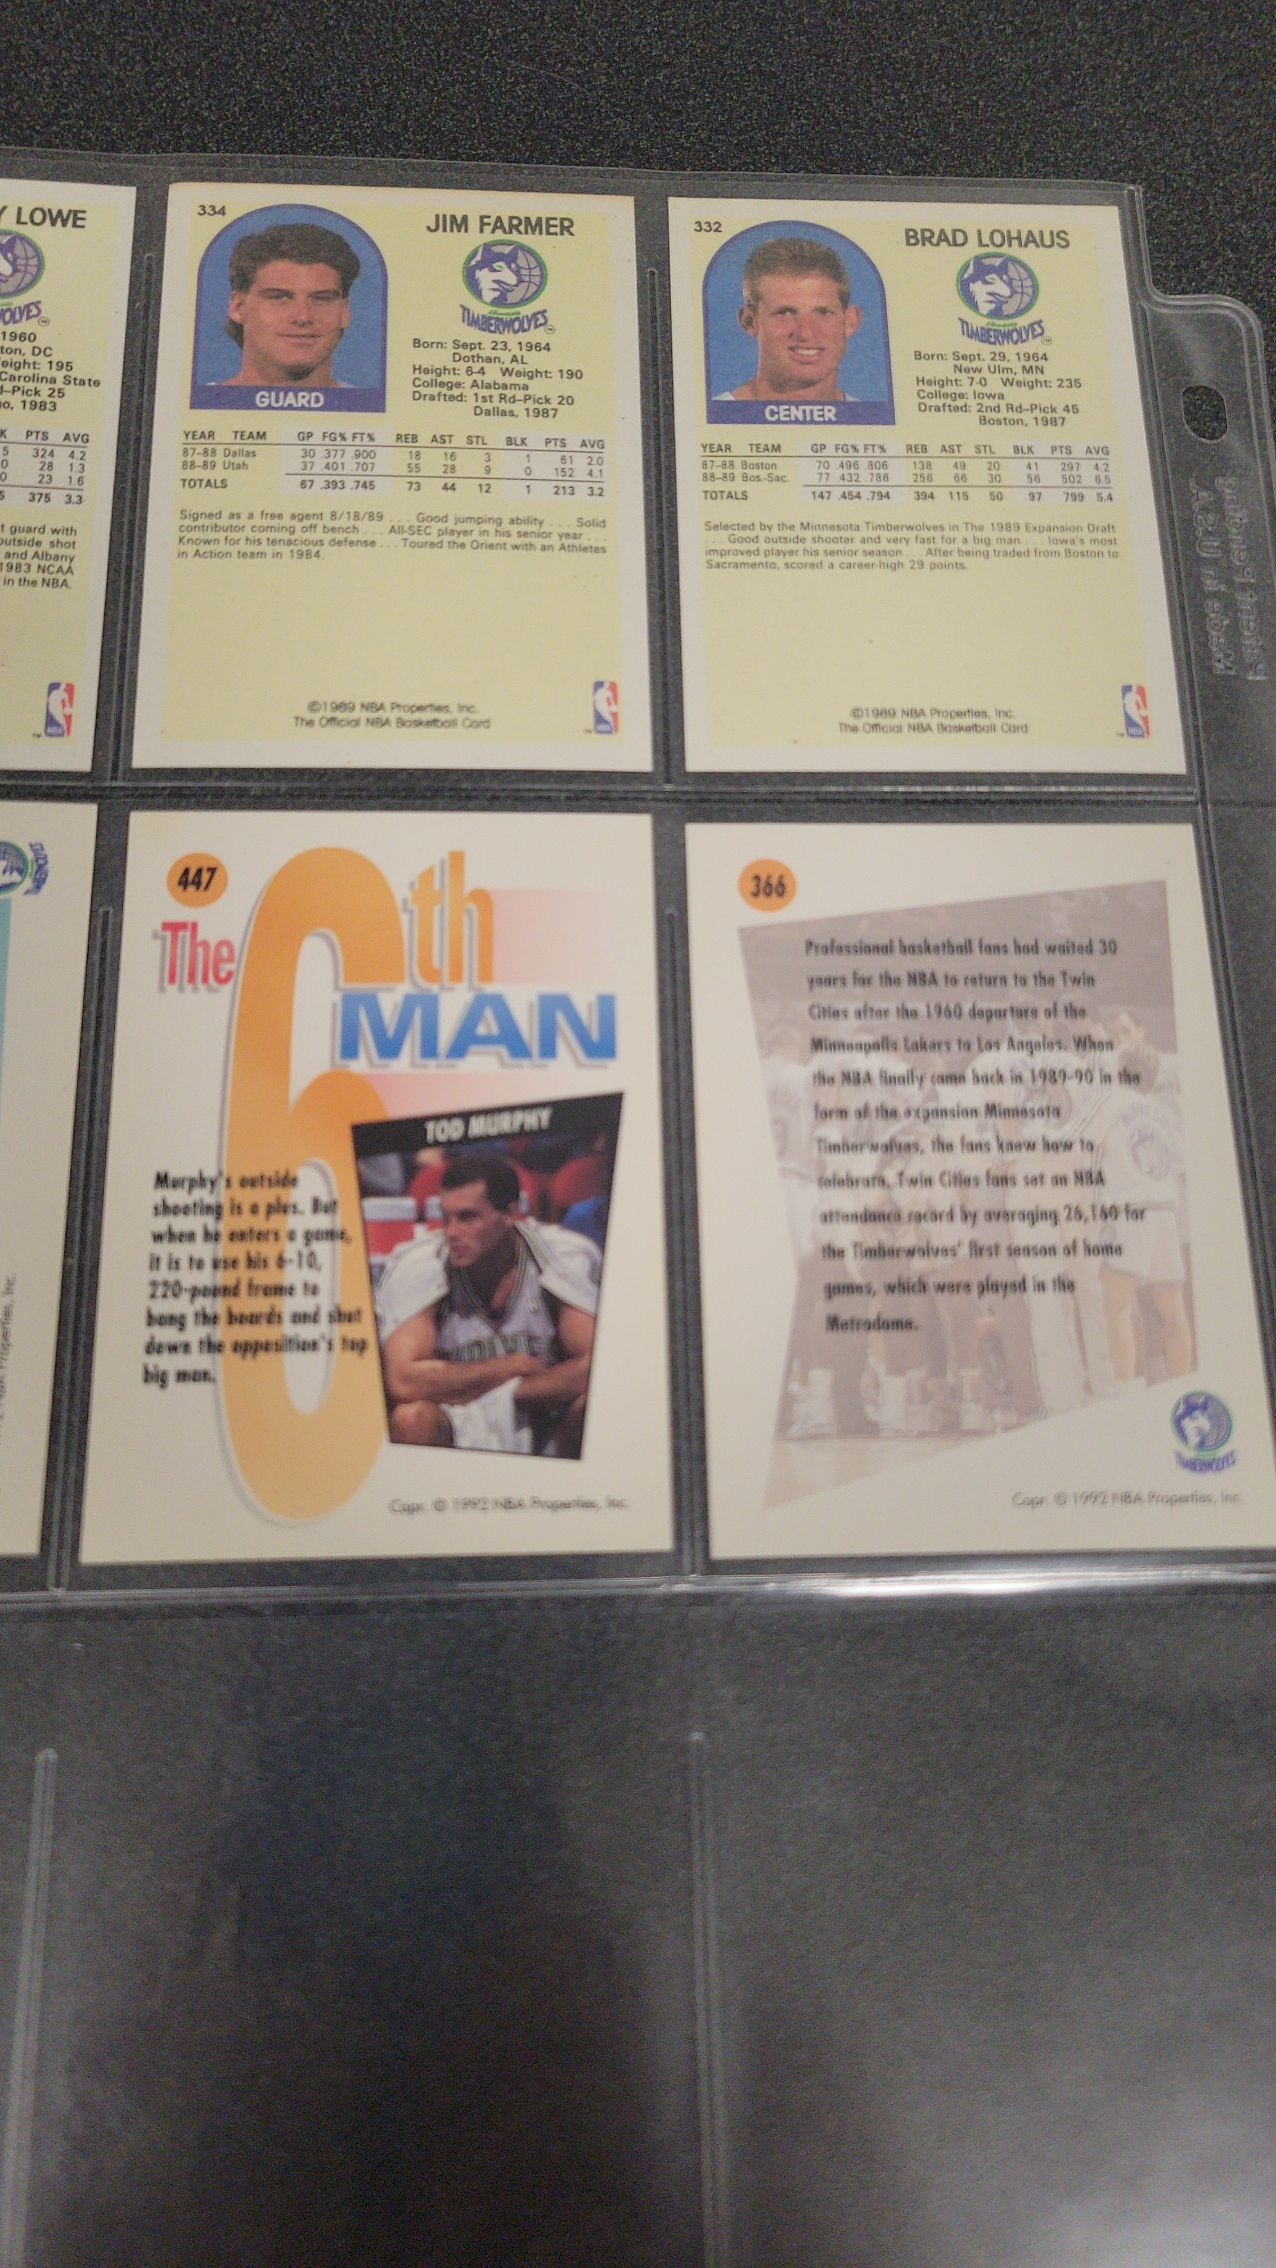 Y LOWE
TIMBERWOLVES
1960
ton, DC
eight: 195
Carolina State
d–Pick 25
o, 1983
K PTS AVG
5 324 4.2
0 28 1.3
0 23 1.6
5 375 3.3
t guard with
outside shot
and Albany
1983 NCAA
in the NBA.
334
JIM FARMER
TIMBERWOLVES
GUARD
Born: Sept. 23, 1964
Dothan, AL
Height: 6-4 Weight: 190
College: Alabama
Drafted: 1st Rd–Pick 20
Dallas, 1987
YEAR TEAM GP FG% FT% REB AST STL BLK PTS AVG
87–88 Dallas 30 .377 .900 18 16 3 1 61 2.0
88–89 Utah 37 .401 .707 55 28 9 0 152 4.1
TOTALS 67 .393 .745 73 44 12 1 213 3.2
Signed as a free agent 8/18/89 . . . Good jumping ability . . . Solid
contributor coming off bench . . . All-SEC player in his senior year . . .
Known for his tenacious defense . . . Toured the Orient with an Athletes
in Action team in 1984.
©1989 NBA Properties, Inc.
The Official NBA Basketball Card
332
BRAD LOHAUS
TIMBERWOLVES
CENTER
Born: Sept. 29, 1964
New Ulm, MN
Height: 7-0 Weight: 235
College: Iowa
Drafted: 2nd Rd–Pick 45
Boston, 1987
YEAR TEAM GP FG% FT% REB AST STL BLK PTS AVG
87–88 Boston 70 .496 .806 138 49 20 41 297 4.2
88–89 Bos.-Sac. 77 .432 .786 256 66 30 56 502 6.5
TOTALS 147 .454 .794 394 115 50 97 799 5.4
Selected by the Minnesota Timberwolves in The 1989 Expansion Draft
. . . Good outside shooter and very fast for a big man . . . Iowa's most
improved player his senior season . . . After being traded from Boston to
Sacramento, scored a career-high 29 points.
©1989 NBA Properties, Inc.
The Official NBA Basketball Card
447
The 6th
MAN
TOD MURPHY
Murphy's outside
shooting is a plus. But
when he enters a game,
it is to use his 6-10,
220-pound frame to
bang the boards and shut
down the opposition's top
big man.
Copr. © 1992 NBA Properties, Inc.
366
Professional basketball fans had waited 30
years for the NBA to return to the Twin
Cities after the 1960 departure of the
Minneapolis Lakers to Los Angeles. When
the NBA finally came back in 1989-90 in the
form of the expansion Minnesota
Timberwolves, the fans knew how to
celebrate. Twin Cities fans set an NBA
attendance record by averaging 26,160 for
the Timberwolves' first season of home
games, which were played in the
Metrodome.
TIMBERWOLVES
Copr. © 1992 NBA Properties, Inc.